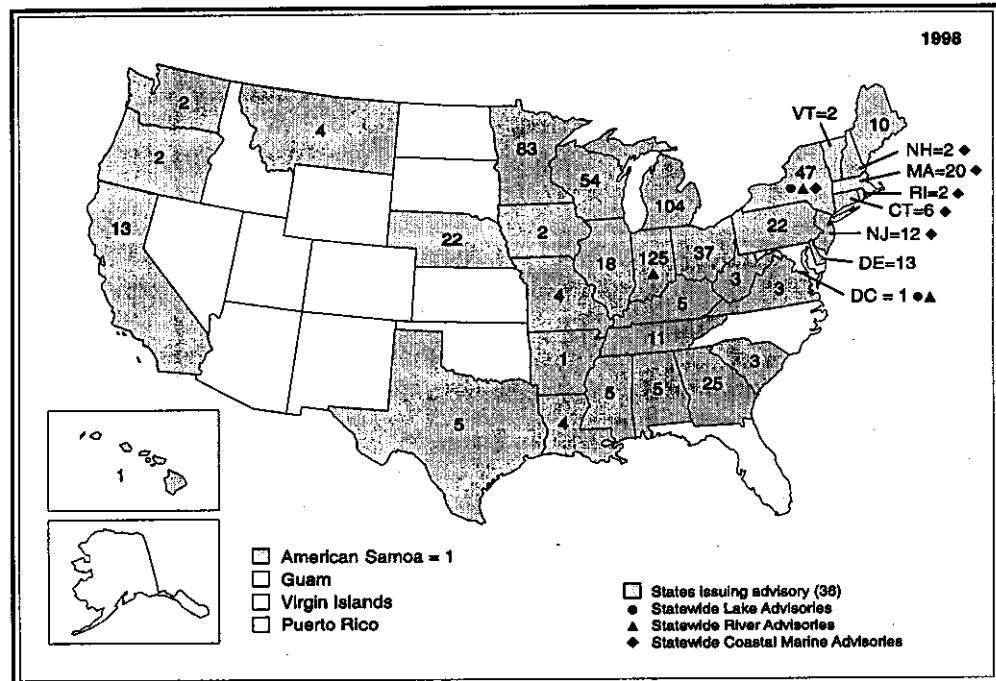 1998
2
4
83
VT=2
10
2
54
47
NH=2 ◆
MA=20 ◆
●▲◆
RI=2 ◆
CT=6 ◆
104
13
22
2
22
NJ=12 ◆
18
125
37
▲
3
3
DE=13
DC = 1 ●▲
4
5
11
1
3
5
5
25
5
4
1
American Samoa = 1
Guam
Virgin Islands
Puerto Rico
States issuing advisory (36)
● Statewide Lake Advisories
▲ Statewide River Advisories
◆ Statewide Coastal Marine Advisories